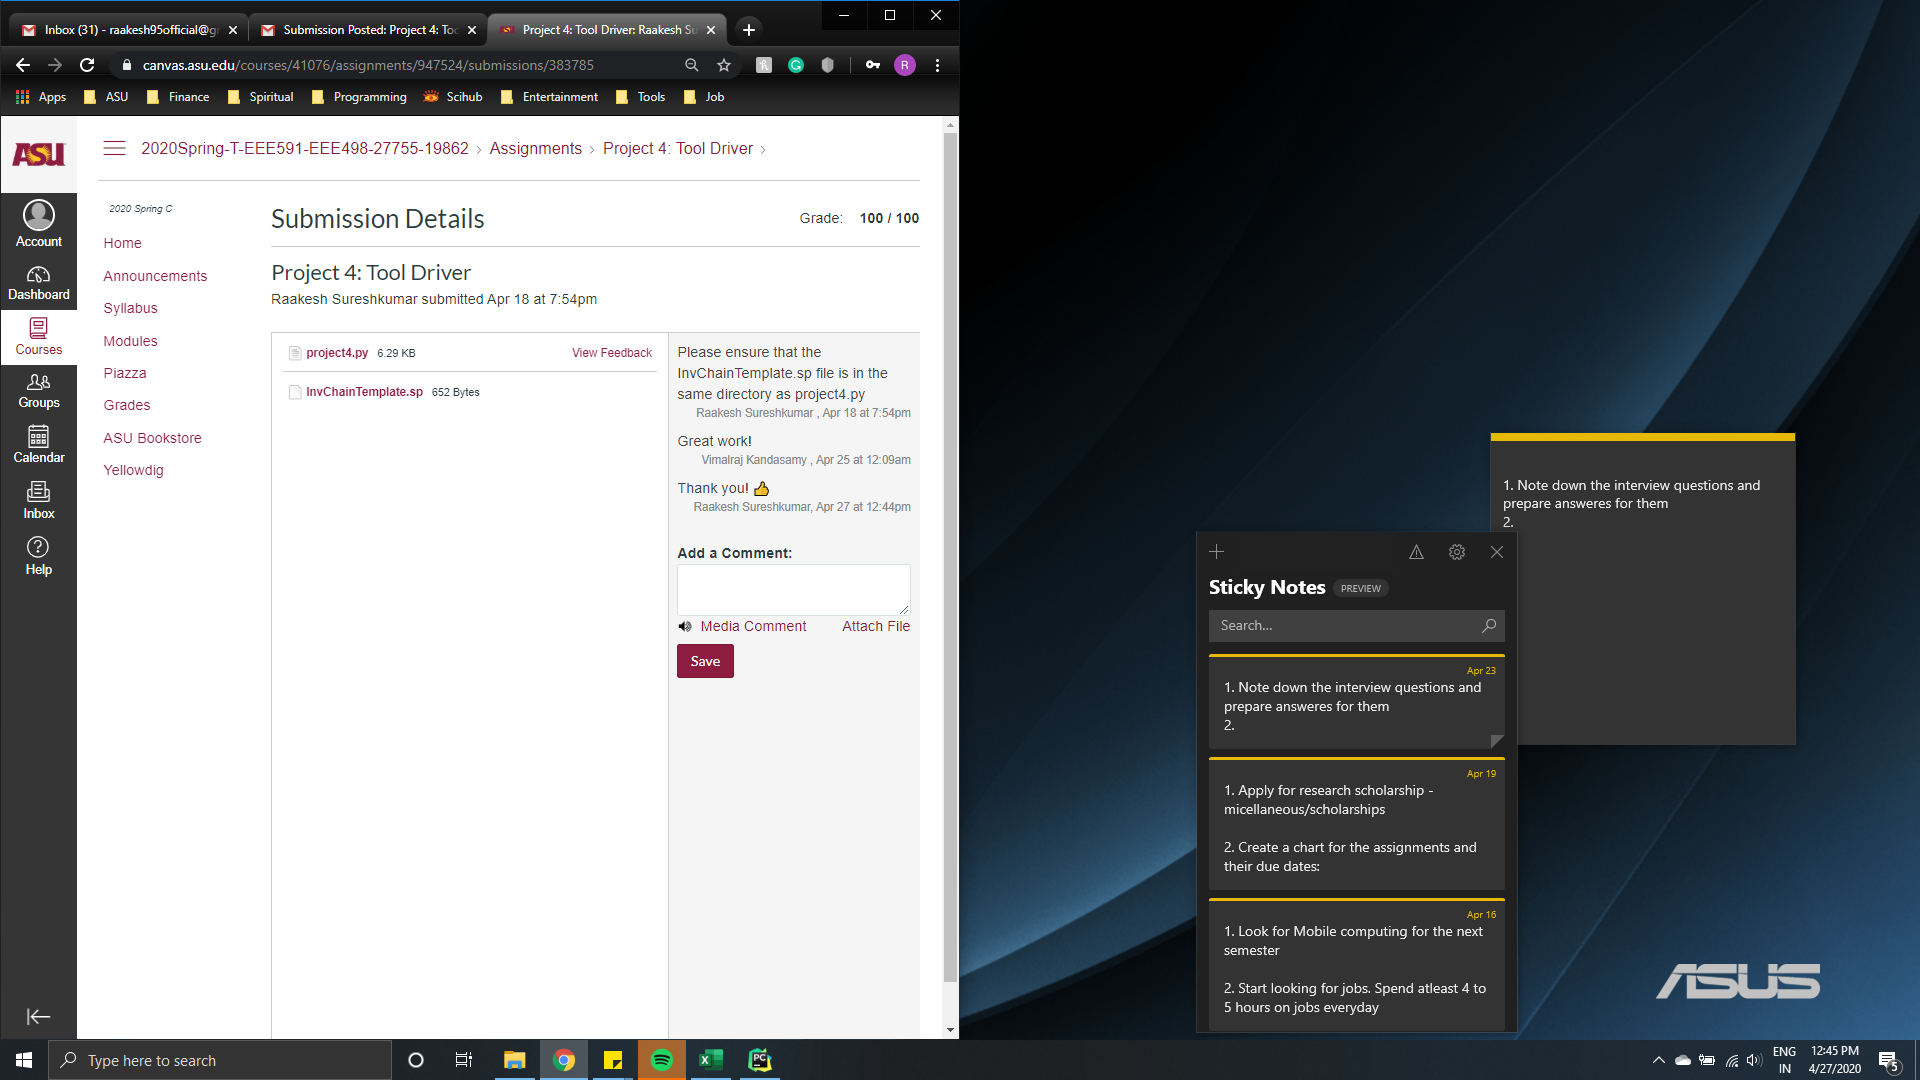 Inbox (31) - raakesh95official@g
Submission Posted: Project 4: Toc
Project 4: Tool Driver: Raakesh Su
canvas.asu.edu/courses/41076/assignments/947524/submissions/383785
R
Apps
ASU
Finance
Spiritual
Programming
Scihub
Entertainment
Tools
Job
ASU
2020Spring-T-EEE591-EEE498-27755-19862 › Assignments › Project 4: Tool Driver ›
Account
Dashboard
Courses
Groups
Calendar
Inbox
Help
2020 Spring C
Home
Announcements
Syllabus
Modules
Piazza
Grades
ASU Bookstore
Yellowdig
Submission Details
Grade: 100 / 100
Project 4: Tool Driver
Raakesh Sureshkumar submitted Apr 18 at 7:54pm
project4.py 6.29 KB View Feedback
InvChainTemplate.sp 652 Bytes
Please ensure that the
InvChainTemplate.sp file is in the
same directory as project4.py
Raakesh Sureshkumar , Apr 18 at 7:54pm
Great work!
Vimalraj Kandasamy , Apr 25 at 12:09am
Thank you! 👍
Raakesh Sureshkumar, Apr 27 at 12:44pm
Add a Comment:
Media Comment
Attach File
Save
1. Note down the interview questions and
prepare answeres for them
2.
Sticky Notes PREVIEW
Search...
Apr 23
1. Note down the interview questions and
prepare answeres for them
2.
Apr 19
1. Apply for research scholarship -
micellaneous/scholarships
2. Create a chart for the assignments and
their due dates:
Apr 16
1. Look for Mobile computing for the next
semester
2. Start looking for jobs. Spend atleast 4 to
5 hours on jobs everyday
ASUS
Type here to search
PC
ENG
IN
12:45 PM
4/27/2020
5